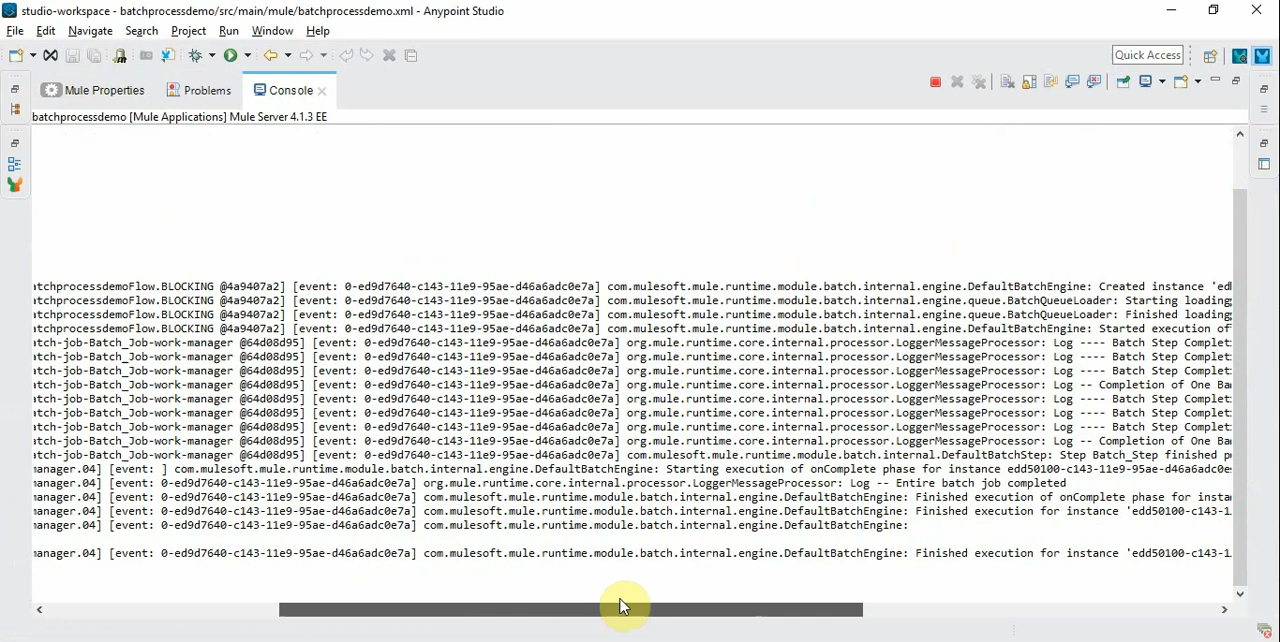 studio-workspace - batchprocessdemo/src/main/mule/batchprocessdemo.xml - Anypoint Studio
File Edit Navigate Search Project Run Window Help
Quick Access
Mule Properties Problems Console
batchprocessdemo [Mule Applications] Mule Server 4.1.3 EE
atchprocessdemoFlow.BLOCKING @4a9407a2] [event: 0-ed9d7640-c143-11e9-95ae-d46a6adc0e7a] com.mulesoft.mule.runtime.module.batch.internal.engine.DefaultBatchEngine: Created instance 'ed
atchprocessdemoFlow.BLOCKING @4a9407a2] [event: 0-ed9d7640-c143-11e9-95ae-d46a6adc0e7a] com.mulesoft.mule.runtime.module.batch.internal.engine.queue.BatchQueueLoader: Starting loading
atchprocessdemoFlow.BLOCKING @4a9407a2] [event: 0-ed9d7640-c143-11e9-95ae-d46a6adc0e7a] com.mulesoft.mule.runtime.module.batch.internal.engine.queue.BatchQueueLoader: Finished loading
atchprocessdemoFlow.BLOCKING @4a9407a2] [event: 0-ed9d7640-c143-11e9-95ae-d46a6adc0e7a] com.mulesoft.mule.runtime.module.batch.internal.engine.DefaultBatchEngine: Started execution of
atch-job-Batch_Job-work-manager @64d08d95] [event: 0-ed9d7640-c143-11e9-95ae-d46a6adc0e7a] org.mule.runtime.core.internal.processor.LoggerMessageProcessor: Log ---- Batch Step Complet
atch-job-Batch_Job-work-manager @64d08d95] [event: 0-ed9d7640-c143-11e9-95ae-d46a6adc0e7a] org.mule.runtime.core.internal.processor.LoggerMessageProcessor: Log ---- Batch Step Complet
atch-job-Batch_Job-work-manager @64d08d95] [event: 0-ed9d7640-c143-11e9-95ae-d46a6adc0e7a] org.mule.runtime.core.internal.processor.LoggerMessageProcessor: Log ---- Batch Step Complet
atch-job-Batch_Job-work-manager @64d08d95] [event: 0-ed9d7640-c143-11e9-95ae-d46a6adc0e7a] org.mule.runtime.core.internal.processor.LoggerMessageProcessor: Log -- Completion of One Ba
atch-job-Batch_Job-work-manager @64d08d95] [event: 0-ed9d7640-c143-11e9-95ae-d46a6adc0e7a] org.mule.runtime.core.internal.processor.LoggerMessageProcessor: Log ---- Batch Step Complet
atch-job-Batch_Job-work-manager @64d08d95] [event: 0-ed9d7640-c143-11e9-95ae-d46a6adc0e7a] org.mule.runtime.core.internal.processor.LoggerMessageProcessor: Log ---- Batch Step Complet
atch-job-Batch_Job-work-manager @64d08d95] [event: 0-ed9d7640-c143-11e9-95ae-d46a6adc0e7a] org.mule.runtime.core.internal.processor.LoggerMessageProcessor: Log ---- Batch Step Complet
atch-job-Batch_Job-work-manager @64d08d95] [event: 0-ed9d7640-c143-11e9-95ae-d46a6adc0e7a] org.mule.runtime.core.internal.processor.LoggerMessageProcessor: Log -- Completion of One Ba
atch-job-Batch_Job-work-manager @64d08d95] [event: 0-ed9d7640-c143-11e9-95ae-d46a6adc0e7a] com.mulesoft.mule.runtime.module.batch.internal.DefaultBatchStep: Step Batch_Step finished p
manager.04] [event: ] com.mulesoft.mule.runtime.module.batch.internal.engine.DefaultBatchEngine: Starting execution of onComplete phase for instance edd50100-c143-11e9-95ae-d46a6adc0e
manager.04] [event: 0-ed9d7640-c143-11e9-95ae-d46a6adc0e7a] org.mule.runtime.core.internal.processor.LoggerMessageProcessor: Log -- Entire batch job completed
manager.04] [event: 0-ed9d7640-c143-11e9-95ae-d46a6adc0e7a] com.mulesoft.mule.runtime.module.batch.internal.engine.DefaultBatchEngine: Finished execution of onComplete phase for insta
manager.04] [event: 0-ed9d7640-c143-11e9-95ae-d46a6adc0e7a] com.mulesoft.mule.runtime.module.batch.internal.engine.DefaultBatchEngine: Finished execution for instance 'edd50100-c143-1
manager.04] [event: 0-ed9d7640-c143-11e9-95ae-d46a6adc0e7a] com.mulesoft.mule.runtime.module.batch.internal.engine.DefaultBatchEngine:
manager.04] [event: 0-ed9d7640-c143-11e9-95ae-d46a6adc0e7a] com.mulesoft.mule.runtime.module.batch.internal.engine.DefaultBatchEngine: Finished execution for instance 'edd50100-c143-1